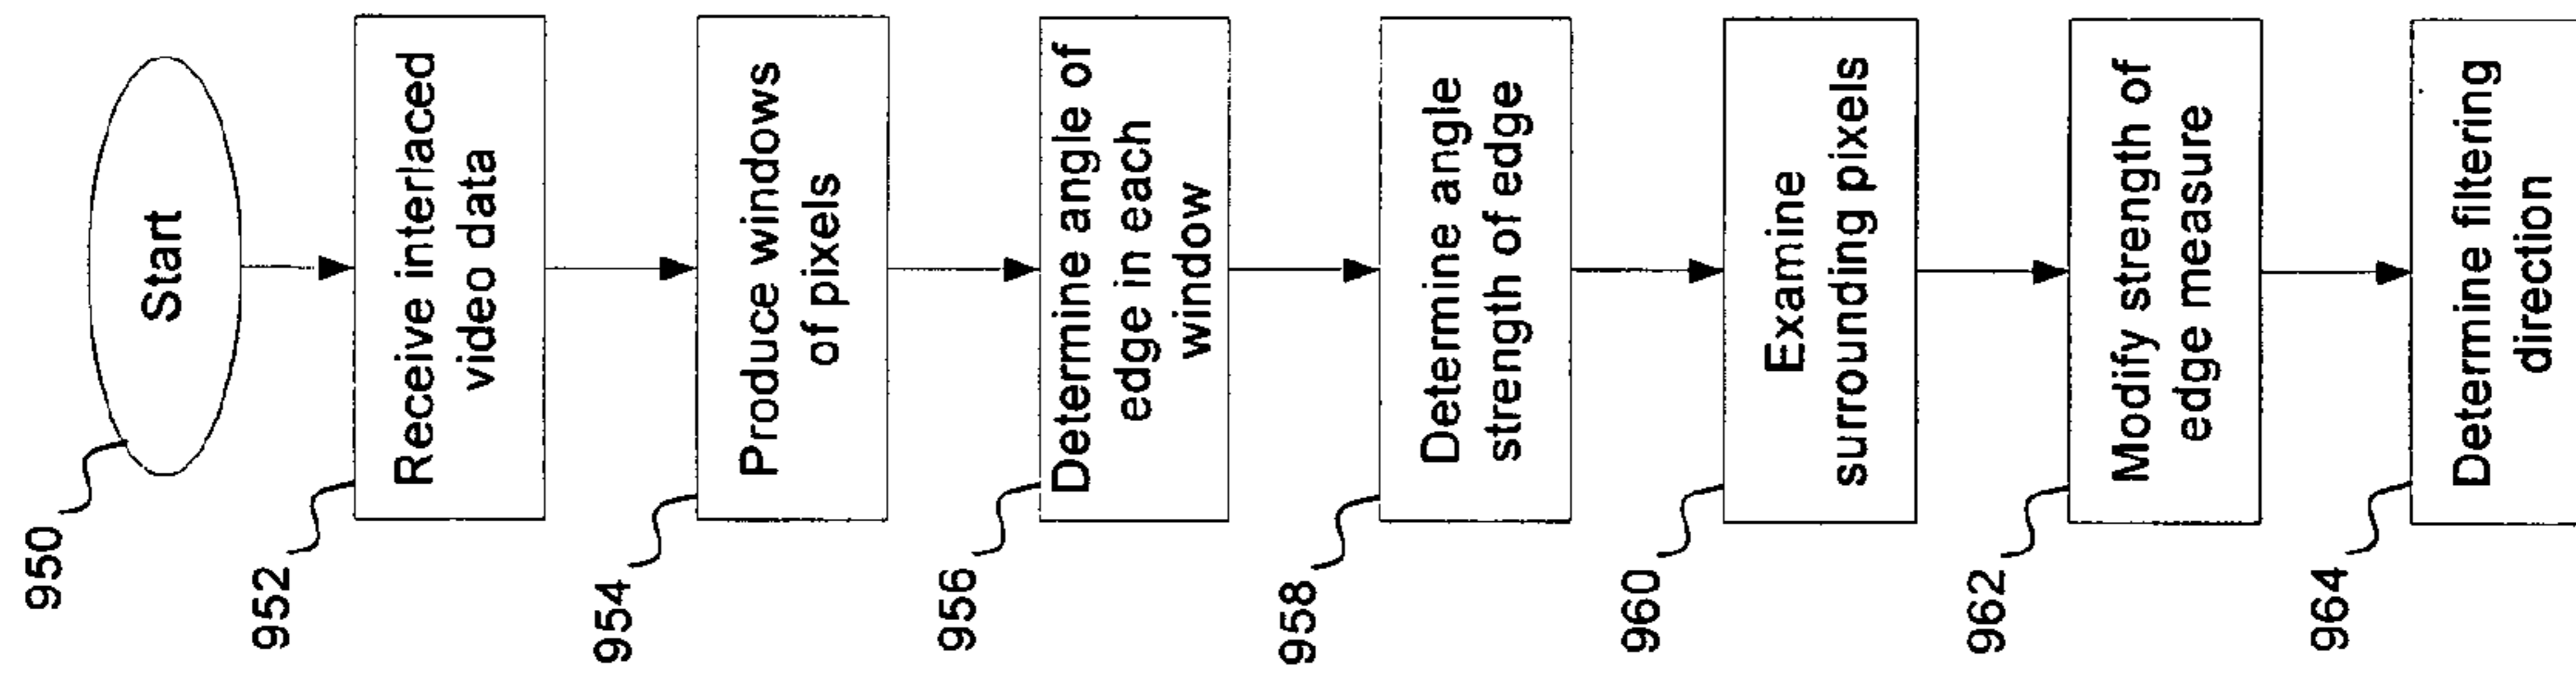 950
Start
952
Receive interlaced
video data
954
Produce windows
of pixels
956
Determine angle of
edge in each
window
958
Determine angle
strength of edge
960
Examine
surrounding pixels
962
Modify strength of
edge measure
964
Determine filtering
direction